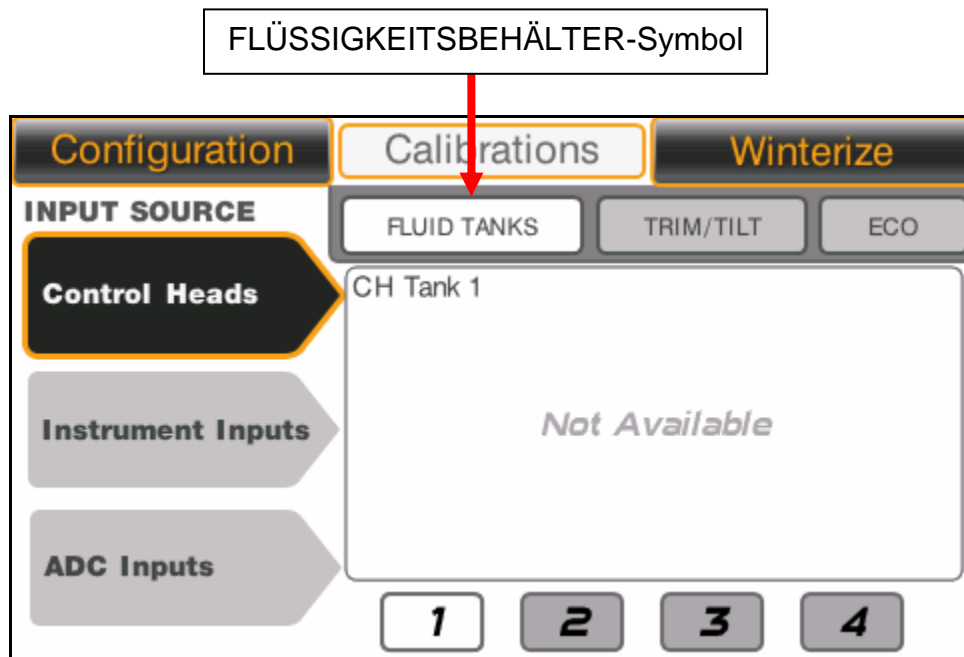 FLÜSSIGKEITSBEHÄLTER-Symbol
Configuration Calibrations Winterize
INPUT SOURCE
FLUID TANKS TRIM/TILT ECO
Control Heads
CH Tank 1
Not Available
Instrument Inputs
ADC Inputs
1 2 3 4